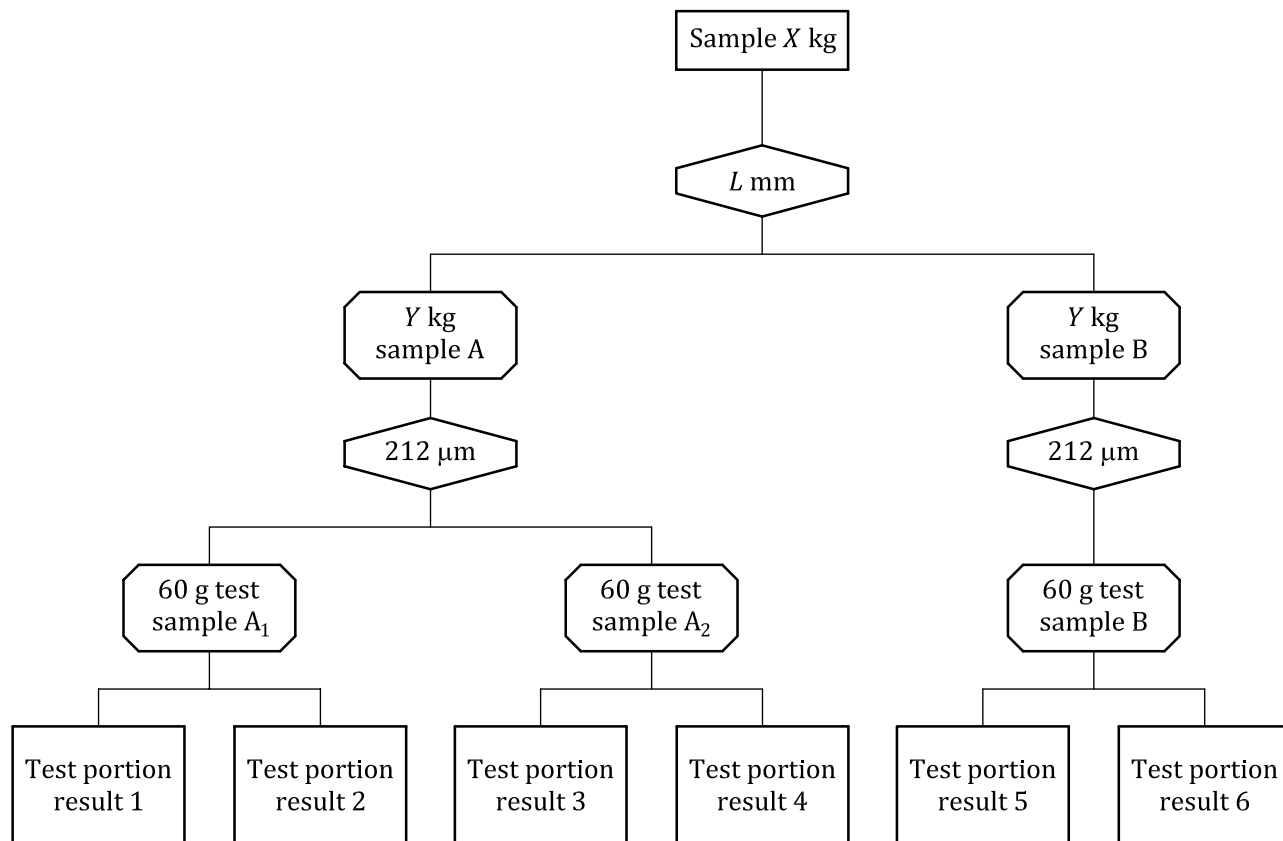 Sample X kg
L mm
Y kg
sample A
Y kg
sample B
212 μm
212 μm
60 g test
sample A₁
60 g test
sample A₂
60 g test
sample B
Test portion
result 1
Test portion
result 2
Test portion
result 3
Test portion
result 4
Test portion
result 5
Test portion
result 6